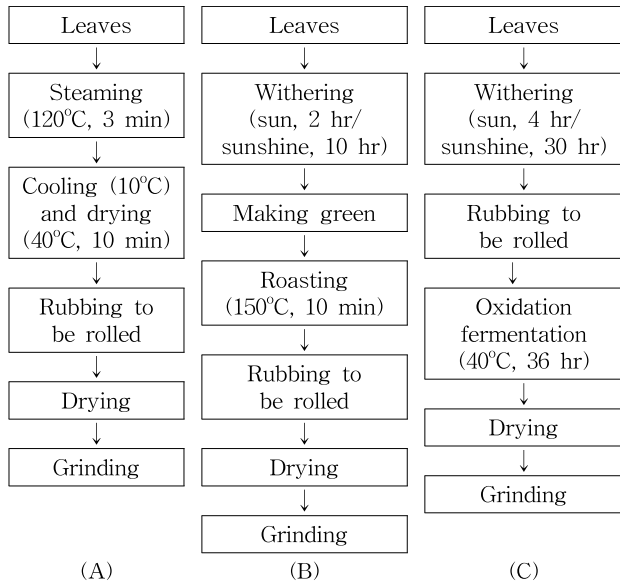 Leaves
Steaming
(120°C, 3 min)
Cooling (10°C)
and drying
(40°C, 10 min)
Rubbing to
be rolled
Drying
Grinding
(A)
Leaves
Withering
(sun, 2 hr/
sunshine, 10 hr)
Making green
Roasting
(150°C, 10 min)
Rubbing to
be rolled
Drying
Grinding
(B)
Leaves
Withering
(sun, 4 hr/
sunshine, 30 hr)
Rubbing to
be rolled
Oxidation
fermentation
(40°C, 36 hr)
Drying
Grinding
(C)